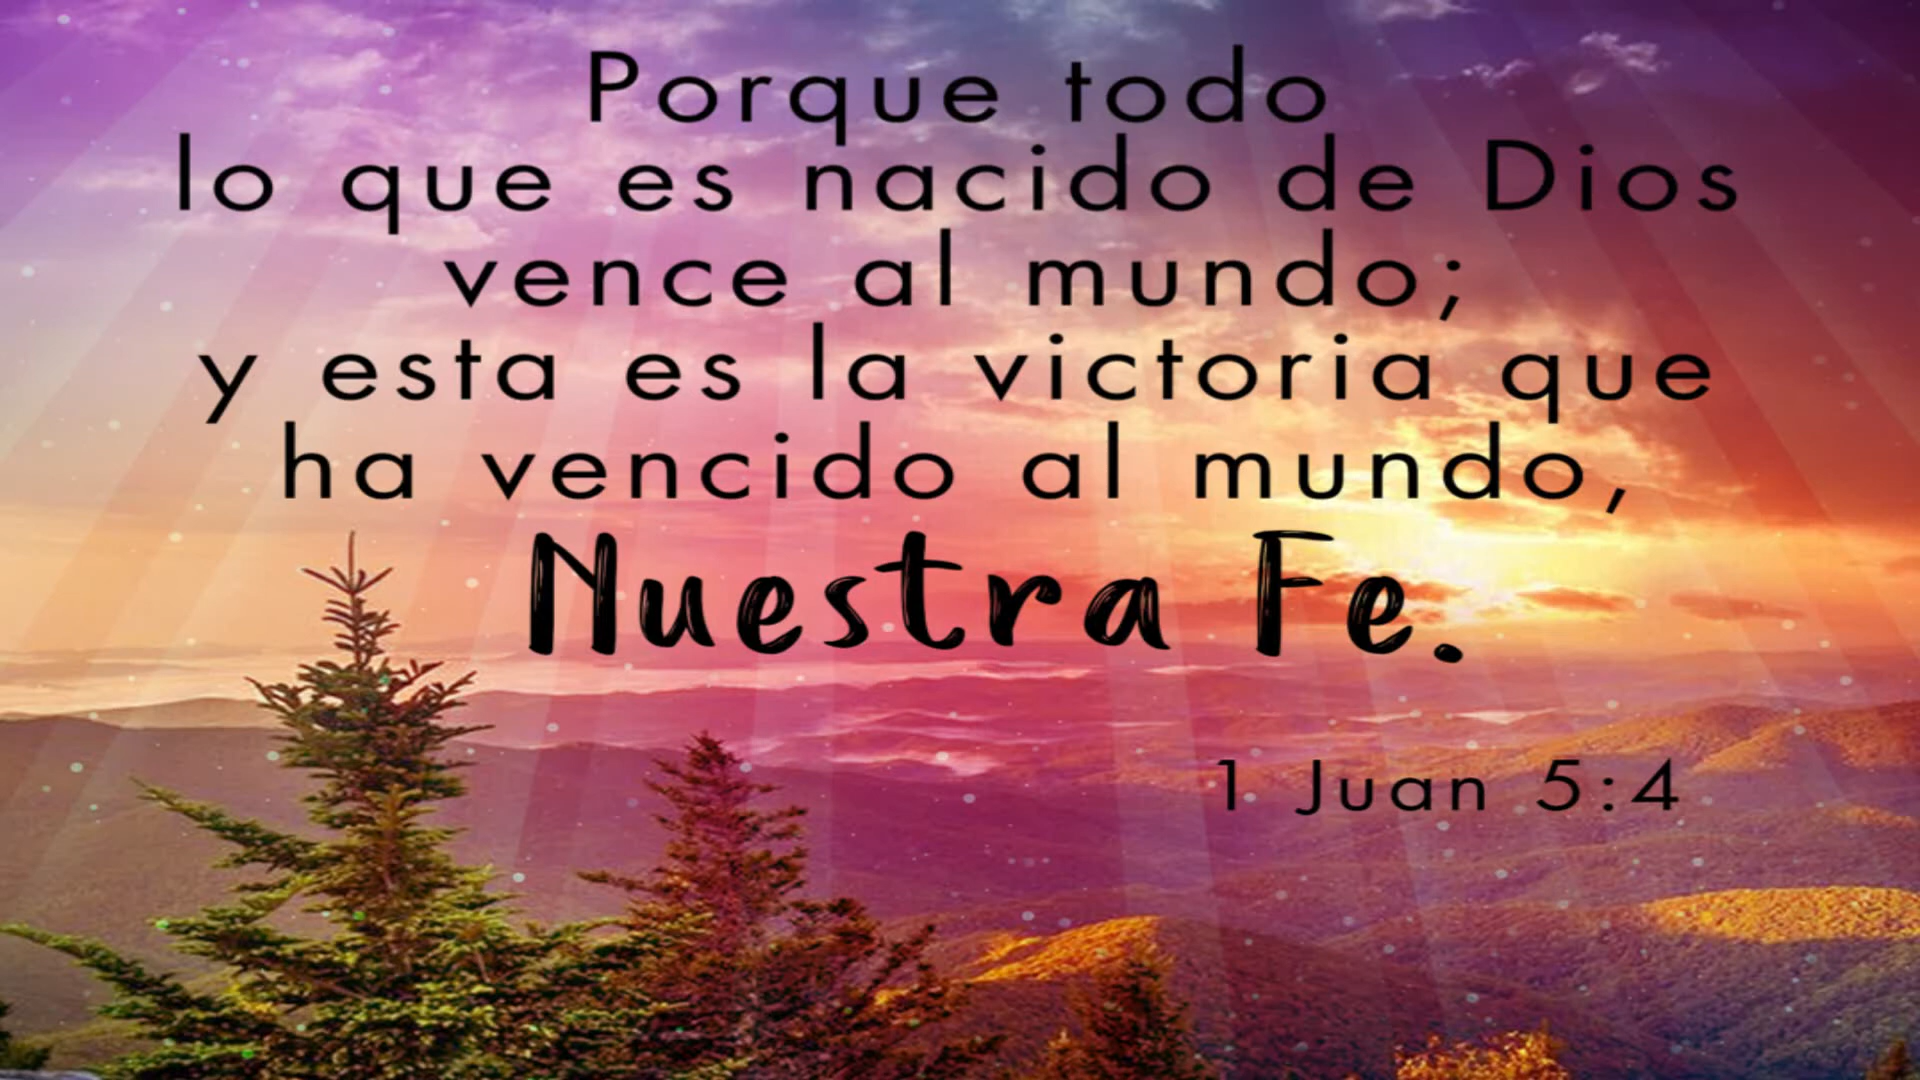 Porque todo
lo que es nacido de Dios
vence al mundo;
y esta es la victoria que
ha vencido al mundo,
Nuestra Fe.
1 Juan 5:4